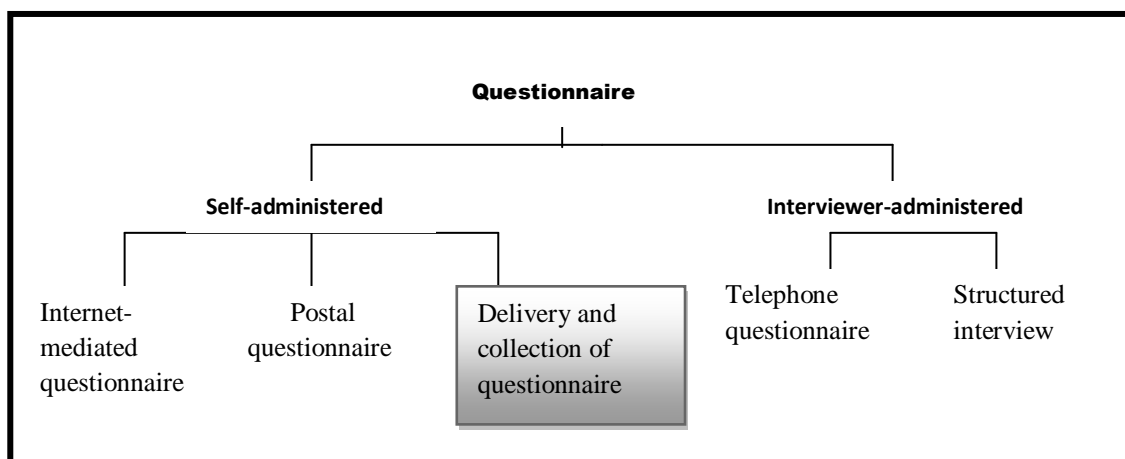 Questionnaire
Self-administered
Interviewer-administered
Internet-
mediated
questionnaire
Postal
questionnaire
Delivery and
collection of
questionnaire
Telephone
questionnaire
Structured
interview